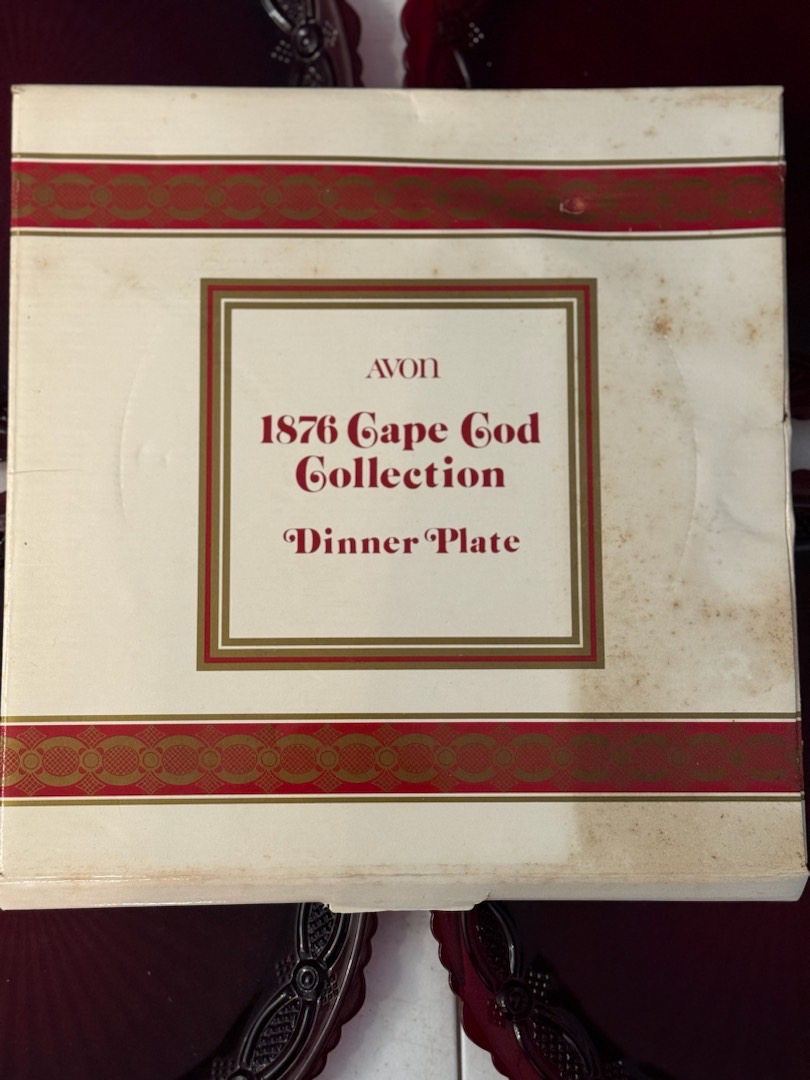 AVON
1876 Cape Cod
Collection
Dinner Plate